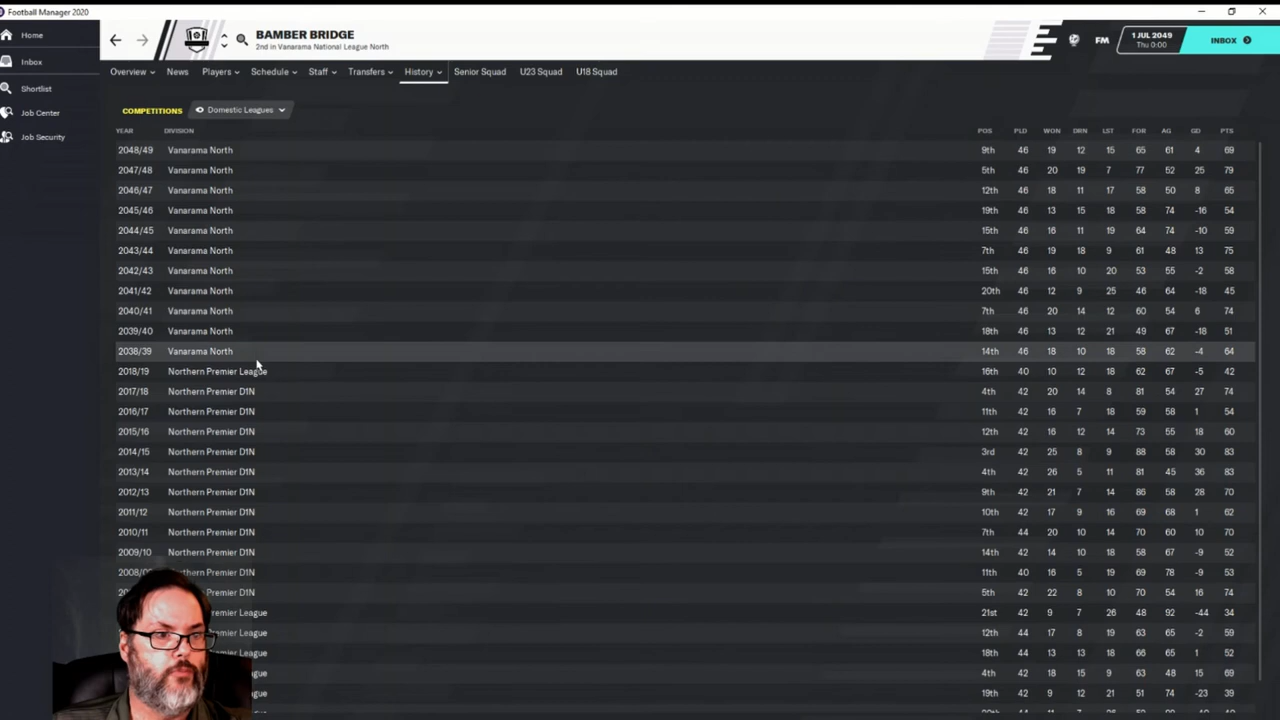 Football Manager 2020
Home
Inbox
Shortlist
Job Center
Job Security
BAMBER BRIDGE
2nd in Vanarama National League North
FM
1 JUL 2049
Thu 0:00
INBOX
Overview News Players Schedule Staff Transfers History Senior Squad U23 Squad U18 Squad
COMPETITIONS Domestic Leagues
YEAR DIVISION POS PLD WON DRN LST FOR AG GD PTS
2048/49 Vanarama North 9th 46 19 12 15 65 61 4 69
2047/48 Vanarama North 5th 46 20 19 7 77 52 25 79
2046/47 Vanarama North 12th 46 18 11 17 58 50 8 65
2045/46 Vanarama North 19th 46 13 15 18 58 74 -16 54
2044/45 Vanarama North 15th 46 16 11 19 64 74 -10 59
2043/44 Vanarama North 7th 46 19 18 9 61 48 13 75
2042/43 Vanarama North 15th 46 16 10 20 53 55 -2 58
2041/42 Vanarama North 20th 46 12 9 25 46 64 -18 45
2040/41 Vanarama North 7th 46 20 14 12 60 54 6 74
2039/40 Vanarama North 18th 46 13 12 21 49 67 -18 51
2038/39 Vanarama North 14th 46 18 10 18 58 62 -4 64
2018/19 Northern Premier League 16th 40 10 12 18 62 67 -5 42
2017/18 Northern Premier D1N 4th 42 20 14 8 81 54 27 74
2016/17 Northern Premier D1N 11th 42 16 7 18 59 58 1 54
2015/16 Northern Premier D1N 12th 42 16 12 14 73 55 18 60
2014/15 Northern Premier D1N 3rd 42 25 8 9 88 58 30 83
2013/14 Northern Premier D1N 4th 42 26 5 11 81 45 36 83
2012/13 Northern Premier D1N 9th 42 21 7 14 86 58 28 70
2011/12 Northern Premier D1N 10th 42 17 9 16 69 68 1 62
2010/11 Northern Premier D1N 7th 44 20 10 14 70 60 10 70
2009/10 Northern Premier D1N 14th 42 14 10 18 58 67 -9 52
2008/0 hern Premier D1N 11th 40 16 5 19 69 78 -9 53
20 rn Premier D1N 5th 42 22 8 10 70 54 16 74
emier League 21st 42 9 7 26 48 92 -44 34
mier League 12th 44 17 8 19 63 65 -2 59
mier League 18th 44 13 13 18 66 65 1 52
gue 4th 42 18 15 9 63 48 15 69
League 19th 42 9 12 21 51 74 -23 39